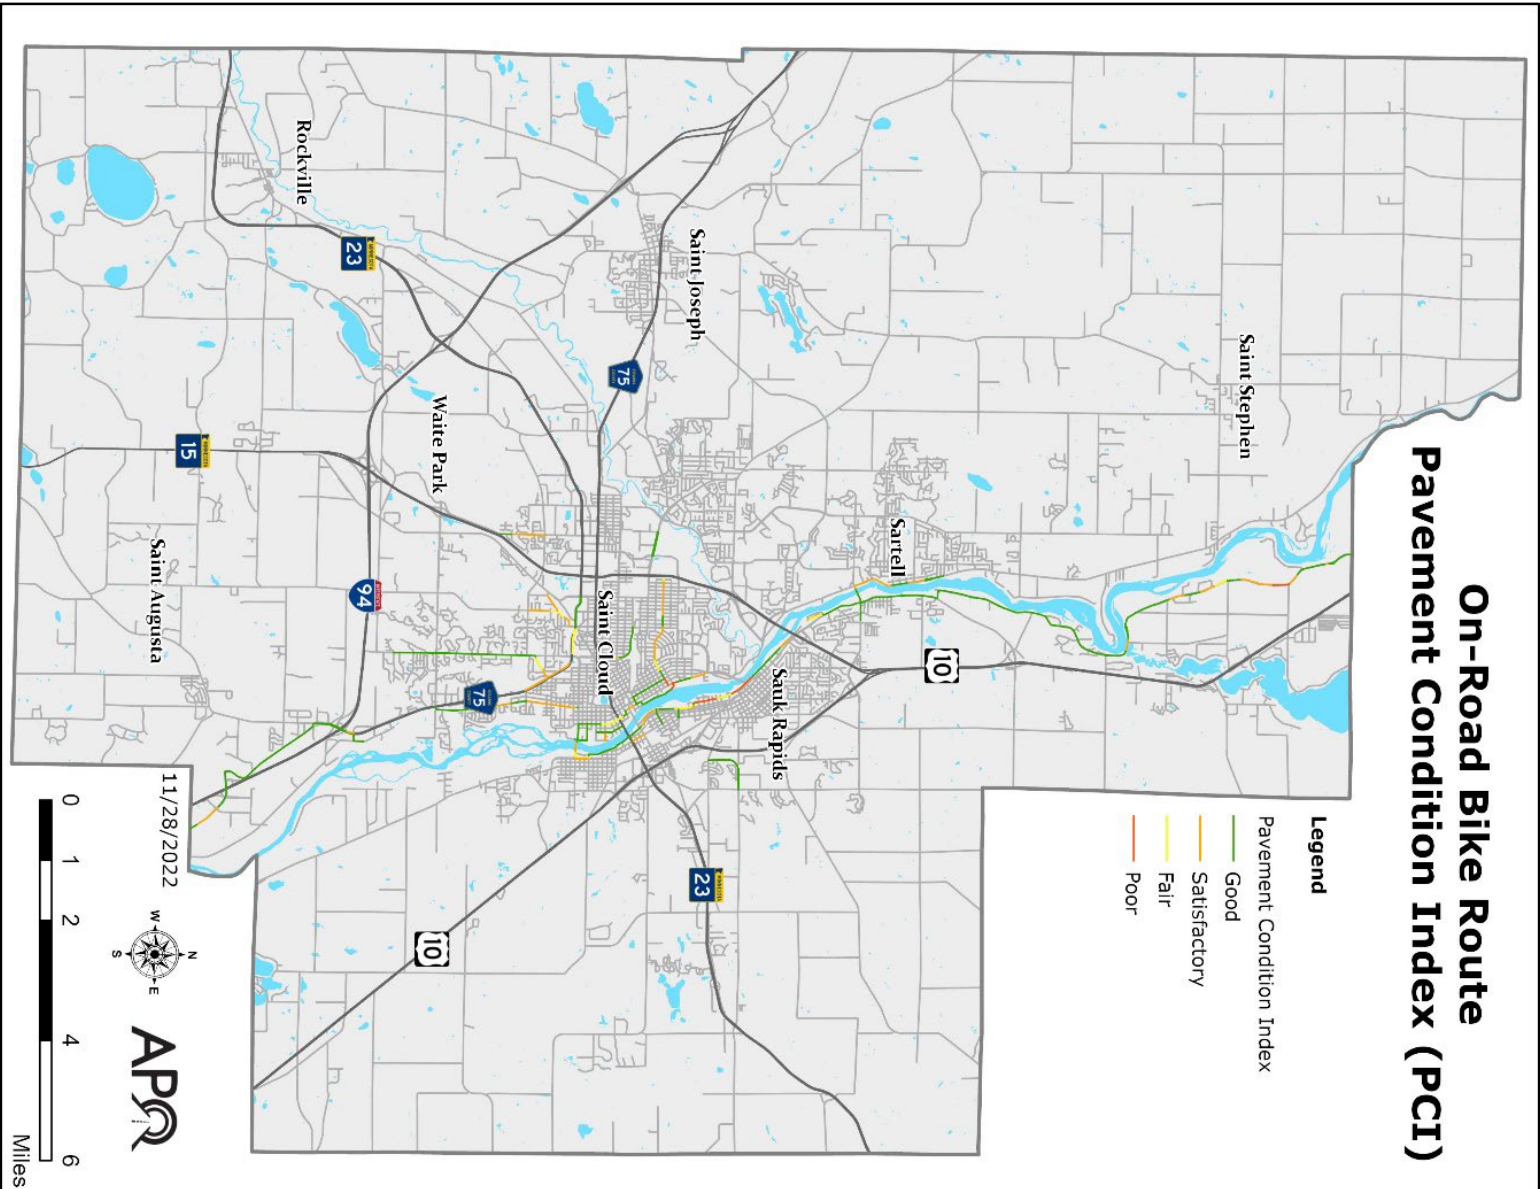 On-Road Bike Route
Pavement Condition Index (PCI)
Legend
Pavement Condition Index
Good
Satisfactory
Fair
Poor
Saint Stephen
Sartell
Saint Joseph
Sauk Rapids
Saint Cloud
Waite Park
Rockville
Saint Augusta
10
75
23
23
75
94
15
10
11/28/2022
N
W
E
S
APO
0 1 2 4 6
Miles